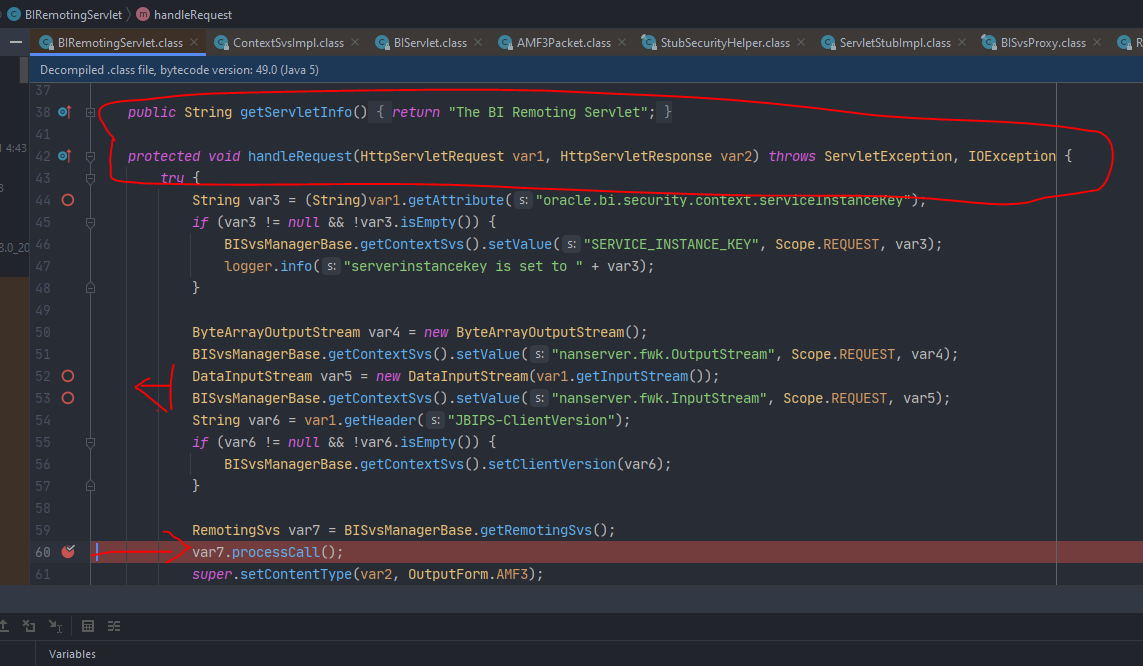 BIRemotingServlet handleRequest
BIRemotingServlet.class ContextSvsImpl.class BIServlet.class AMF3Packet.class StubSecurityHelper.class ServletStubImpl.class BISvsProxy.class R
Decompiled .class file, bytecode version: 49.0 (Java 5)
37
38 public String getServletInfo() { return "The BI Remoting Servlet"; }
41
42 protected void handleRequest(HttpServletRequest var1, HttpServletResponse var2) throws ServletException, IOException {
43 try {
44 String var3 = (String)var1.getAttribute( s: "oracle.bi.security.context.serviceInstanceKey");
45 if (var3 != null && !var3.isEmpty()) {
46 BISvsManagerBase.getContextSvs().setValue( s: "SERVICE_INSTANCE_KEY", Scope.REQUEST, var3);
47 logger.info( s: "serverinstancekey is set to " + var3);
48 }
49
50 ByteArrayOutputStream var4 = new ByteArrayOutputStream();
51 BISvsManagerBase.getContextSvs().setValue( s: "nanserver.fwk.OutputStream", Scope.REQUEST, var4);
52 DataInputStream var5 = new DataInputStream(var1.getInputStream());
53 BISvsManagerBase.getContextSvs().setValue( s: "nanserver.fwk.InputStream", Scope.REQUEST, var5);
54 String var6 = var1.getHeader( s: "JBIPS-ClientVersion");
55 if (var6 != null && !var6.isEmpty()) {
56 BISvsManagerBase.getContextSvs().setClientVersion(var6);
57 }
58
59 RemotingSvs var7 = BISvsManagerBase.getRemotingSvs();
60 var7.processCall();
61 super.setContentType(var2, OutputForm.AMF3);
4:43
3
3.0_20
Variables